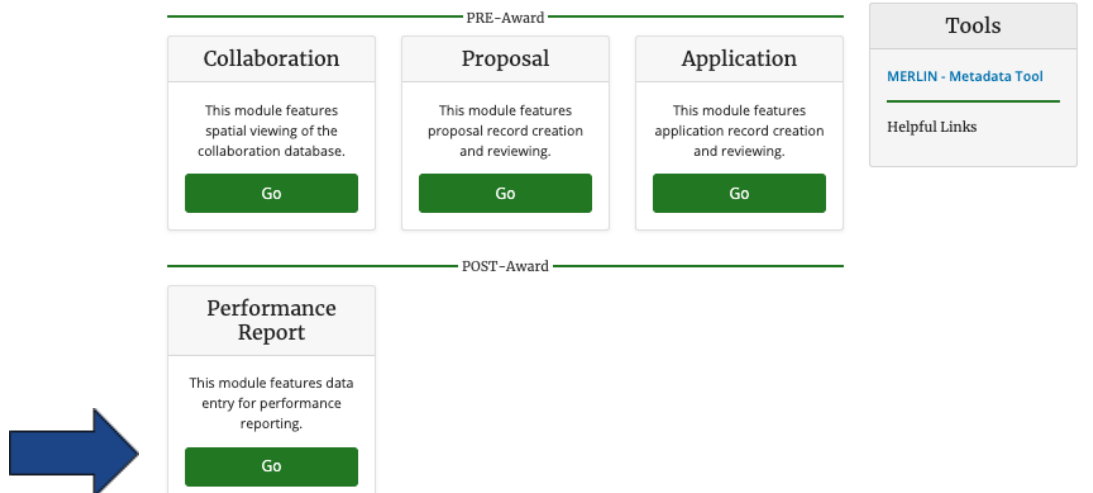 PRE-Award
Collaboration
This module features
spatial viewing of the
collaboration database.
Go
Proposal
This module features
proposal record creation
and reviewing.
Go
Application
This module features
application record creation
and reviewing.
Go
Tools
MERLIN - Metadata Tool
Helpful Links
POST-Award
Performance
Report
This module features data
entry for performance
reporting.
Go